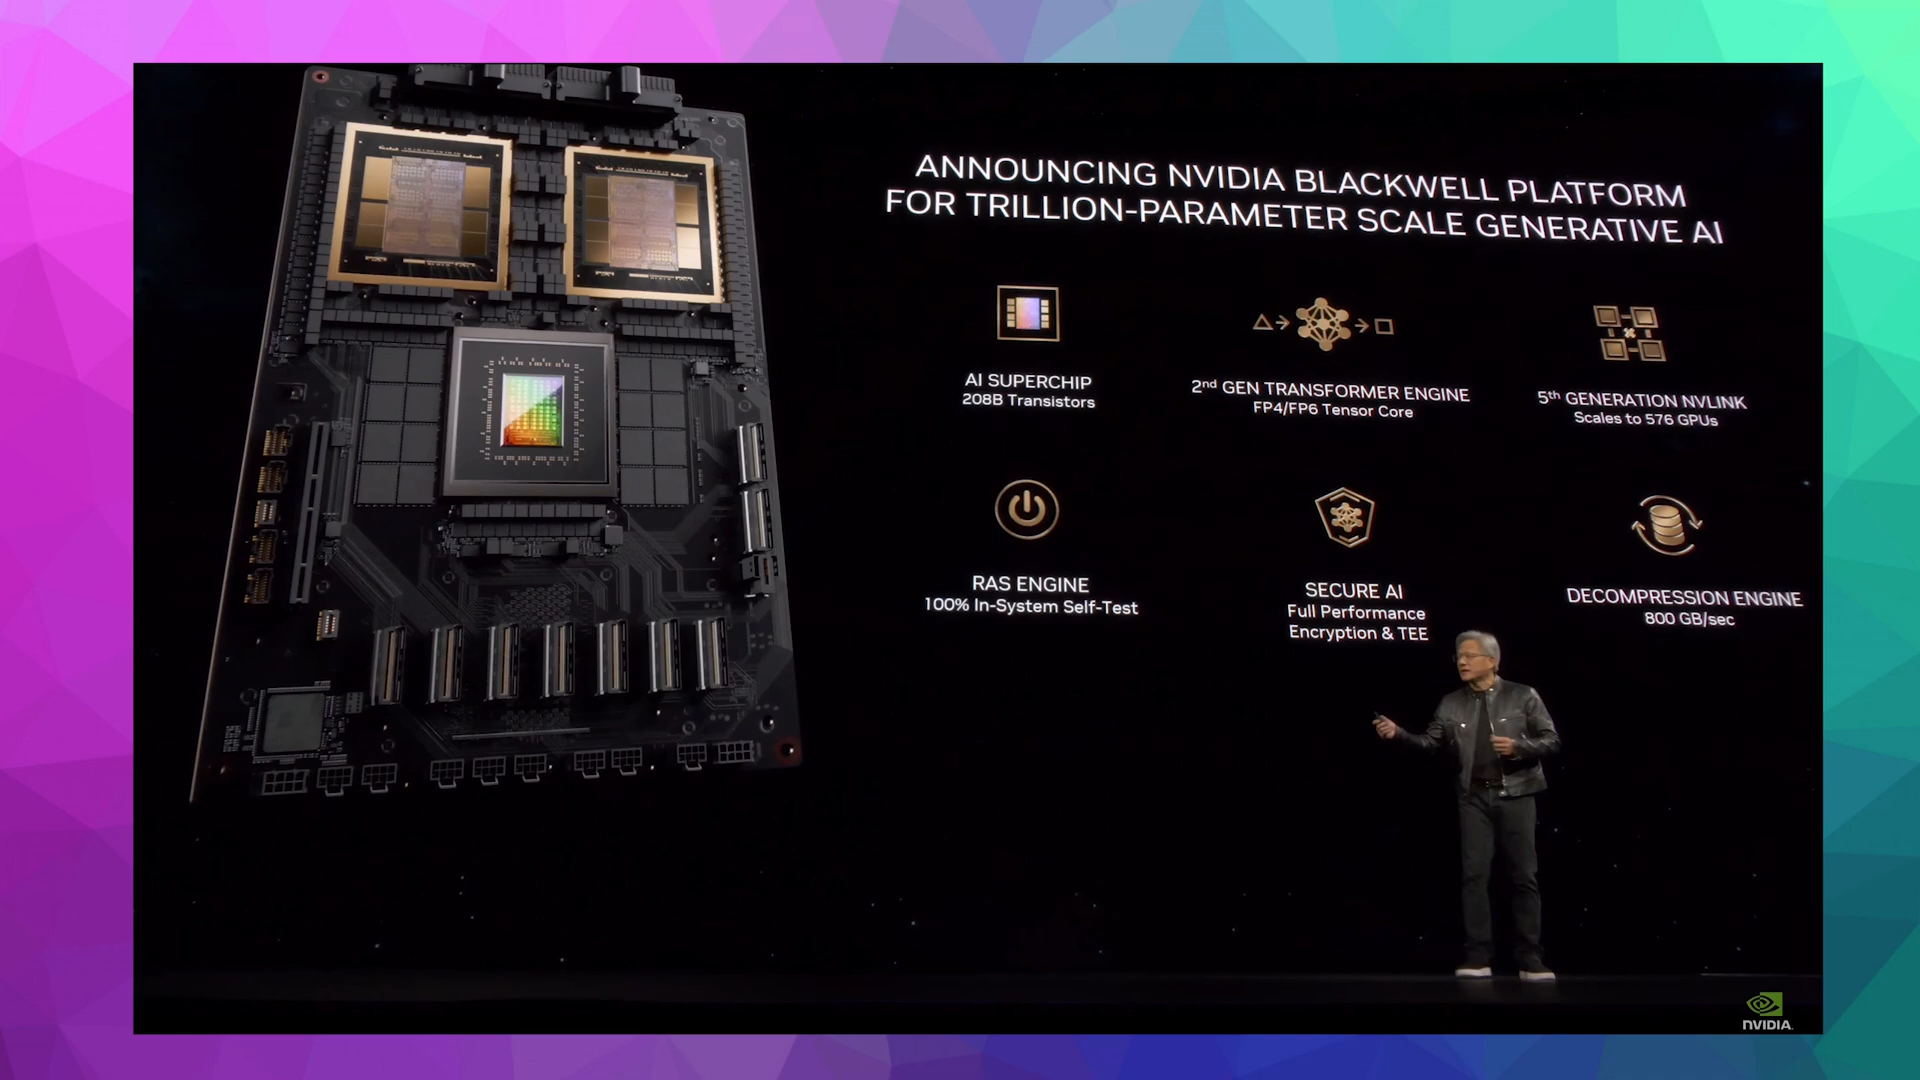 ANNOUNCING NVIDIA BLACKWELL PLATFORM
FOR TRILLION-PARAMETER SCALE GENERATIVE AI
AI SUPERCHIP
208B Transistors
2nd GEN TRANSFORMER ENGINE
FP4/FP6 Tensor Core
5th GENERATION NVLINK
Scales to 576 GPUs
RAS ENGINE
100% In-System Self-Test
SECURE AI
Full Performance
Encryption & TEE
DECOMPRESSION ENGINE
800 GB/sec
NVIDIA.